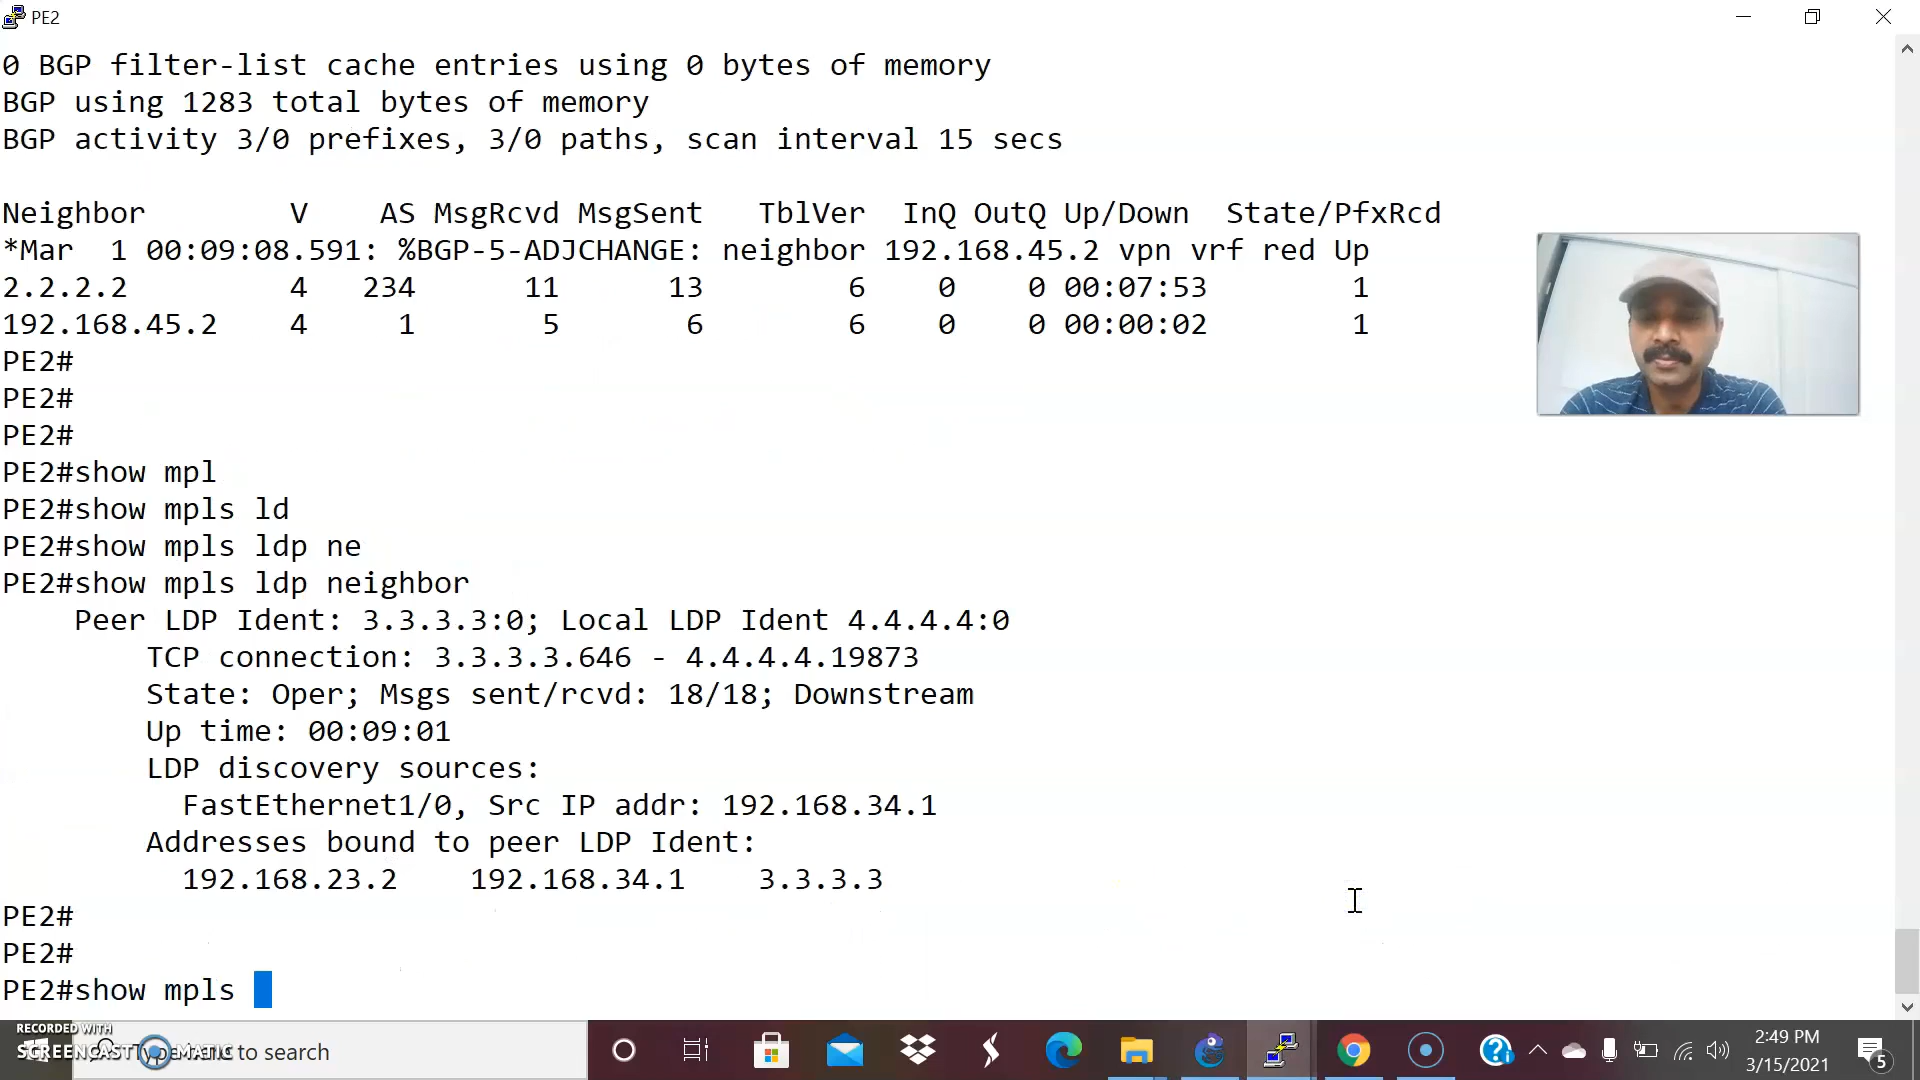 PE2
0 BGP filter-list cache entries using 0 bytes of memory
BGP using 1283 total bytes of memory
BGP activity 3/0 prefixes, 3/0 paths, scan interval 15 secs
Neighbor        V    AS MsgRcvd MsgSent   TblVer  InQ OutQ Up/Down  State/PfxRcd
*Mar  1 00:09:08.591: %BGP-5-ADJCHANGE: neighbor 192.168.45.2 vpn vrf red Up
2.2.2.2         4   234      11      13        6    0    0 00:07:53        1
192.168.45.2    4     1       5       6        6    0    0 00:00:02        1
PE2#
PE2#
PE2#
PE2#show mpl
PE2#show mpls ld
PE2#show mpls ldp ne
PE2#show mpls ldp neighbor
    Peer LDP Ident: 3.3.3.3:0; Local LDP Ident 4.4.4.4:0
        TCP connection: 3.3.3.3.646 - 4.4.4.4.19873
        State: Oper; Msgs sent/rcvd: 18/18; Downstream
        Up time: 00:09:01
        LDP discovery sources:
          FastEthernet1/0, Src IP addr: 192.168.34.1
        Addresses bound to peer LDP Ident:
          192.168.23.2    192.168.34.1    3.3.3.3
PE2#
PE2#
PE2#show mpls
RECORDED WITH
SCREENCAST MATIC
to search
2:49 PM
3/15/2021
5